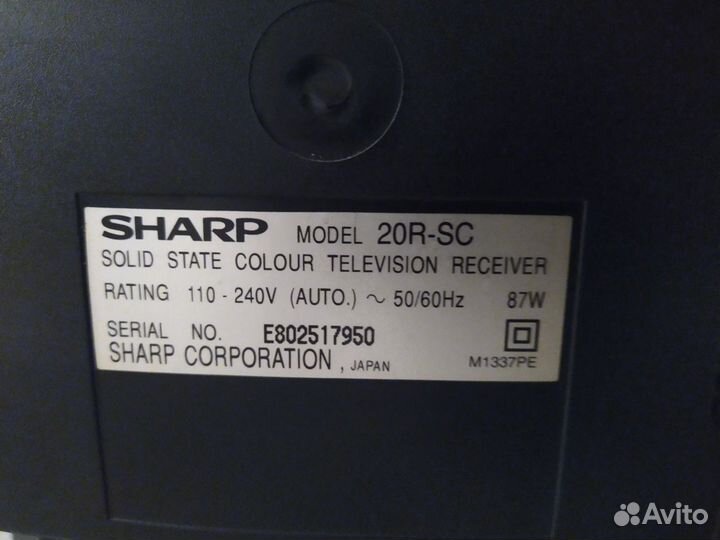 SHARP MODEL 20R-SC
SOLID STATE COLOUR TELEVISION RECEIVER
RATING 110 - 240V (AUTO.) ~ 50/60Hz 87W
SERIAL NO. E802517950
SHARP CORPORATION, JAPAN M1337PE
Avito